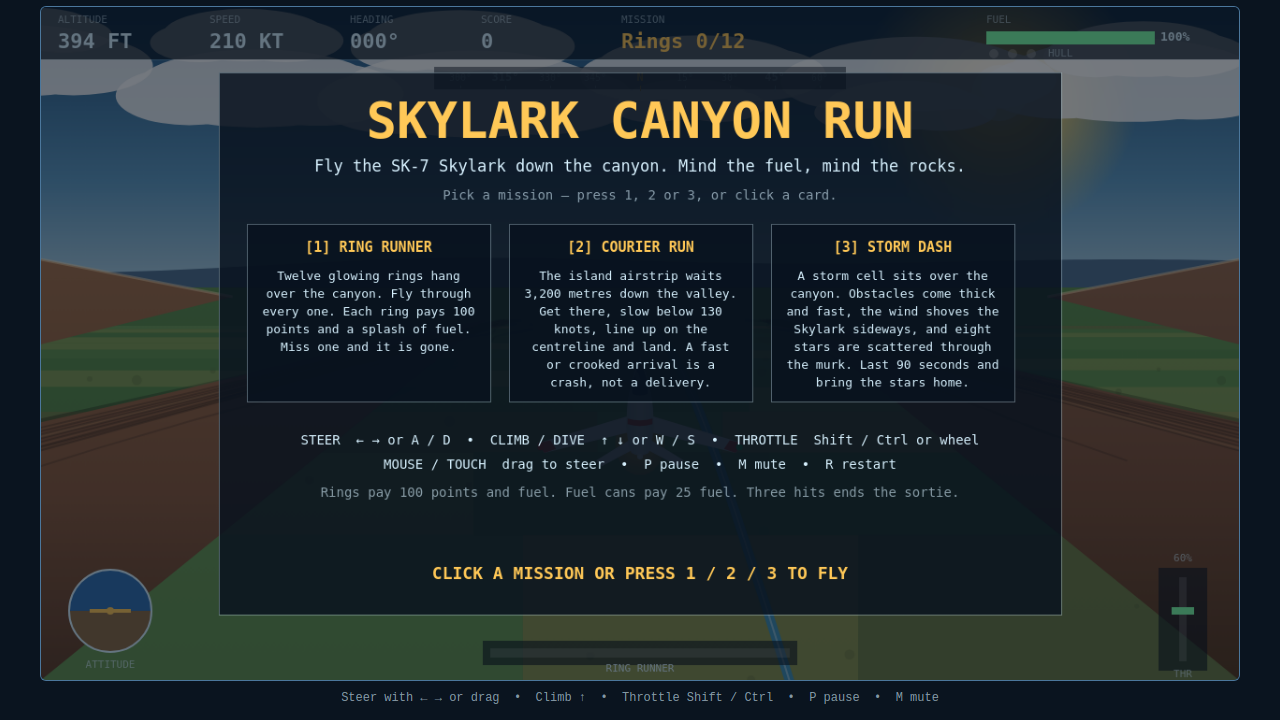 ALTITUDE SPEED HEADING SCORE MISSION FUEL
394 FT 210 KT 000° 0 Rings 0/12 100%
HULL
SKYLARK CANYON RUN
Fly the SK-7 Skylark down the canyon. Mind the fuel, mind the rocks.
Pick a mission — press 1, 2 or 3, or click a card.
[1] RING RUNNER
Twelve glowing rings hang
over the canyon. Fly through
every one. Each ring pays 100
points and a splash of fuel.
Miss one and it is gone.
[2] COURIER RUN
The island airstrip waits
3,200 metres down the valley.
Get there, slow below 130
knots, line up on the
centreline and land. A fast
or crooked arrival is a
crash, not a delivery.
[3] STORM DASH
A storm cell sits over the
canyon. Obstacles come thick
and fast, the wind shoves the
Skylark sideways, and eight
stars are scattered through
the murk. Last 90 seconds and
bring the stars home.
STEER ← → or A / D • CLIMB / DIVE ↑ ↓ or W / S • THROTTLE Shift / Ctrl or wheel
MOUSE / TOUCH drag to steer • P pause • M mute • R restart
Rings pay 100 points and fuel. Fuel cans pay 25 fuel. Three hits ends the sortie.
CLICK A MISSION OR PRESS 1 / 2 / 3 TO FLY
60%
ATTITUDE
RING RUNNER
THR
Steer with ← → or drag • Climb ↑ • Throttle Shift / Ctrl • P pause • M mute